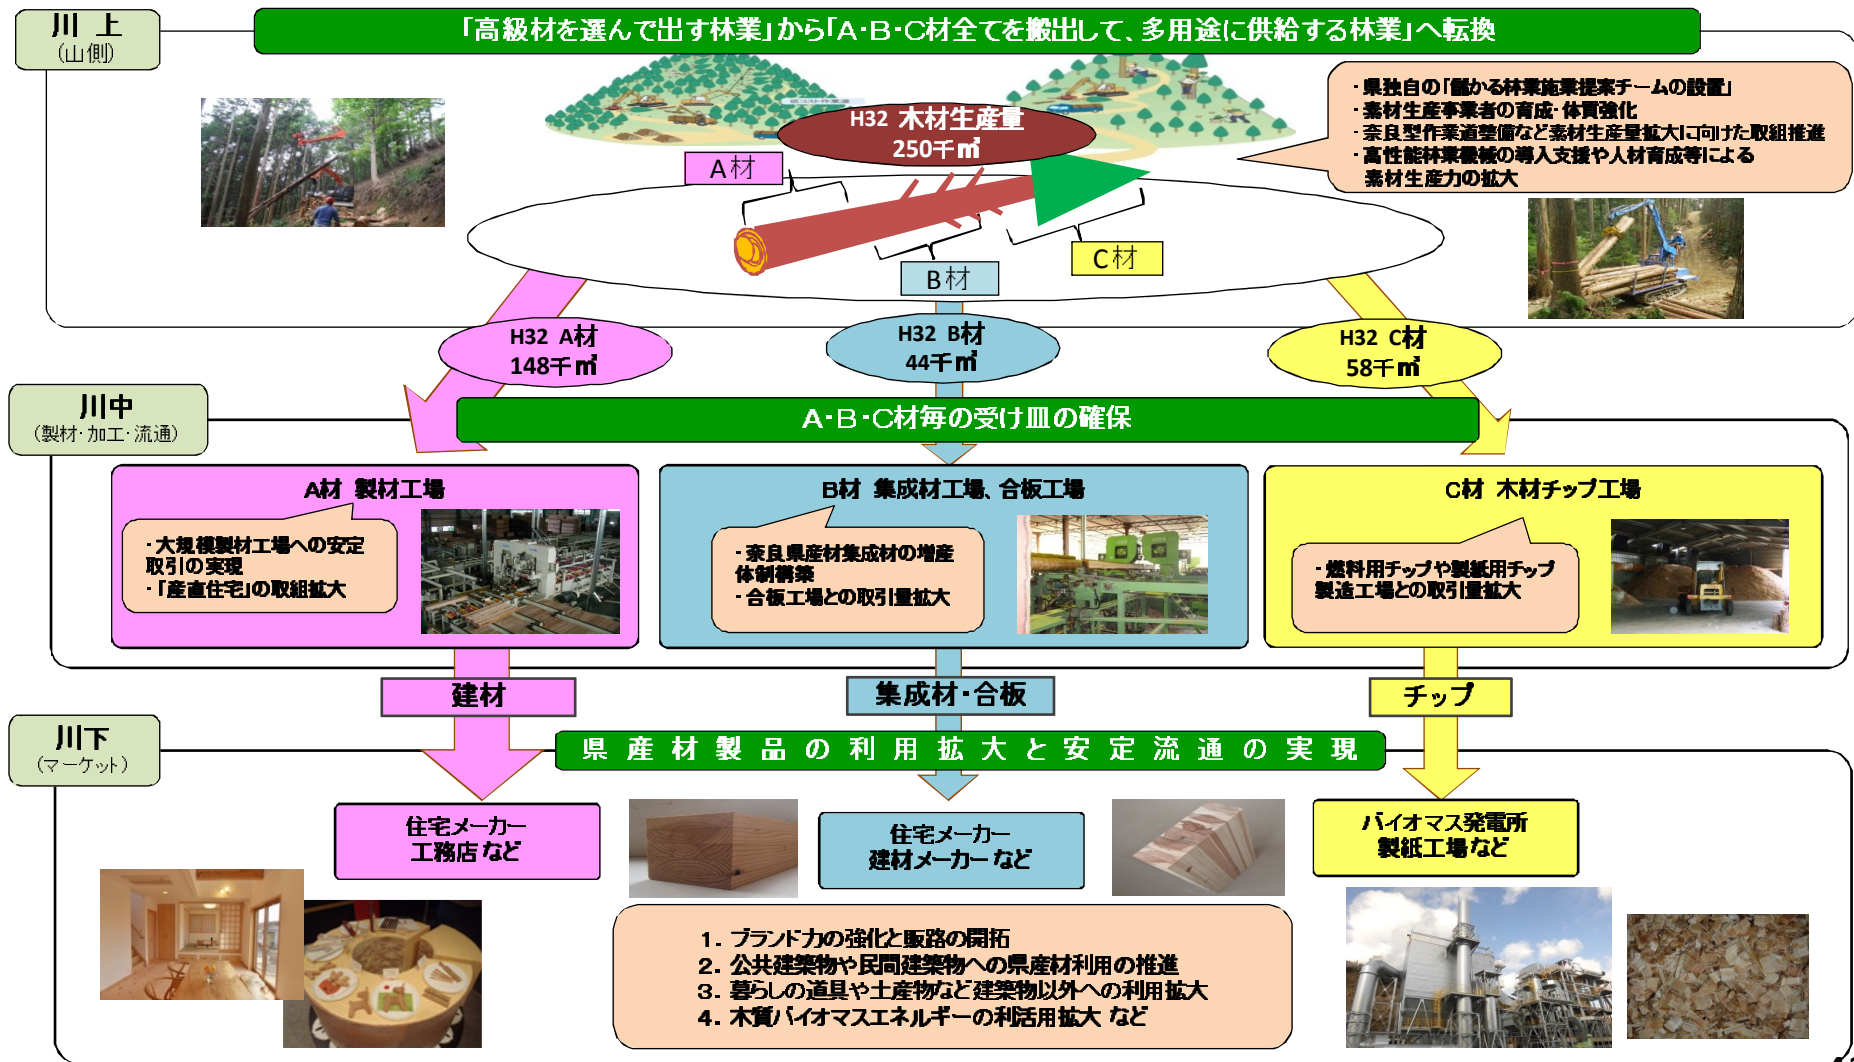 川 上
(山側)
「高級材を選んで出す林業」から「A・B・C材全てを搬出して、多用途に供給する林業」へ転換
・県独自の「儲かる林業施業提案チームの設置」
・素材生産事業者の育成・体質強化
・奈良型作業道整備など素材生産量拡大に向けた取組推進
・高性能林業機械の導入支援や人材育成等による
素材生産力の拡大
低コスト作業道
H32 木材生産量
250千㎥
A材
B材
C材
H32 A材
148千㎥
H32 B材
44千㎥
H32 C材
58千㎥
川中
(製材・加工・流通)
A・B・C材毎の受け皿の確保
A材 製材工場
・大規模製材工場への安定
取引の実現
・「産直住宅」の取組拡大
B材 集成材工場、合板工場
・奈良県産材集成材の増産
体制構築
・合板工場との取引量拡大
C材 木材チップ工場
・燃料用チップや製紙用チップ
製造工場との取引量拡大
建材
集成材・合板
チップ
川下
(マーケット)
県産材製品の利用拡大と安定流通の実現
住宅メーカー
工務店 など
住宅メーカー
建材メーカー など
バイオマス発電所
製紙工場 など
1. ブランド力の強化と販路の開拓
2. 公共建築物や民間建築物への県産材利用の推進
3. 暮らしの道具や土産物など建築物以外への利用拡大
4. 木質バイオマスエネルギーの利活用拡大 など